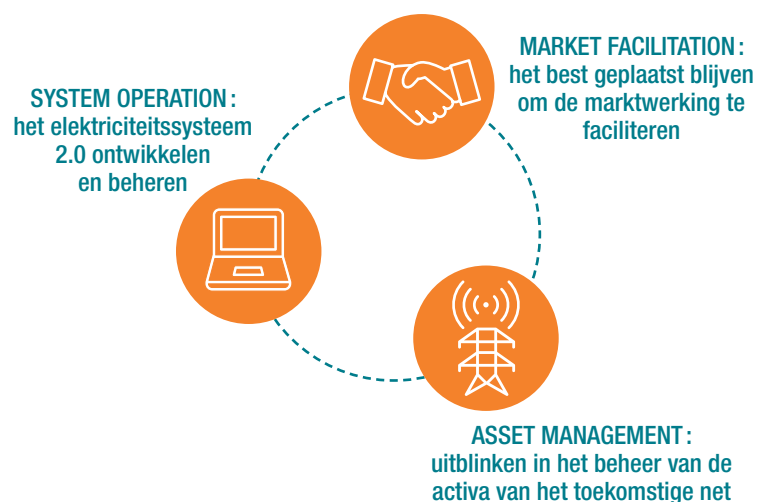 MARKET FACILITATION:
het best geplaatst blijven
om de marktwerking te
faciliteren
SYSTEM OPERATION:
het elektriciteitssysteem
2.0 ontwikkelen
en beheren
ASSET MANAGEMENT:
uitblinken in het beheer van de
activa van het toekomstige net